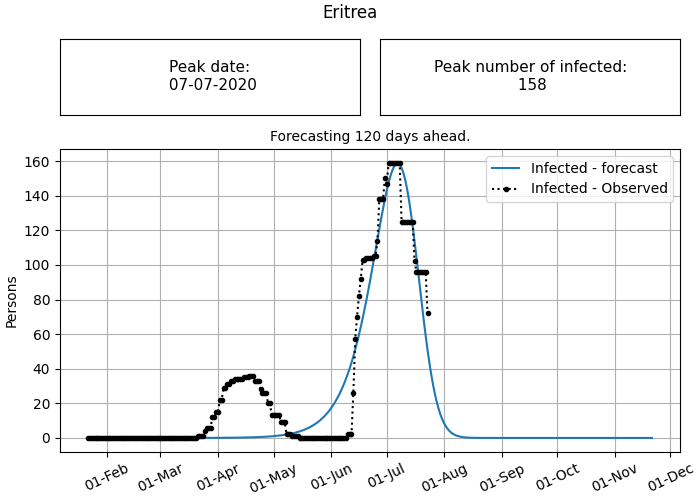 Eritrea
Peak date:
07-07-2020
Peak number of infected:
158
Forecasting 120 days ahead.
Infected - forecast
Infected - Observed
Persons
160
140
120
100
80
60
40
20
0
01-Feb
01-Mar
01-Apr
01-May
01-Jun
01-Jul
01-Aug
01-Sep
01-Oct
01-Nov
01-Dec